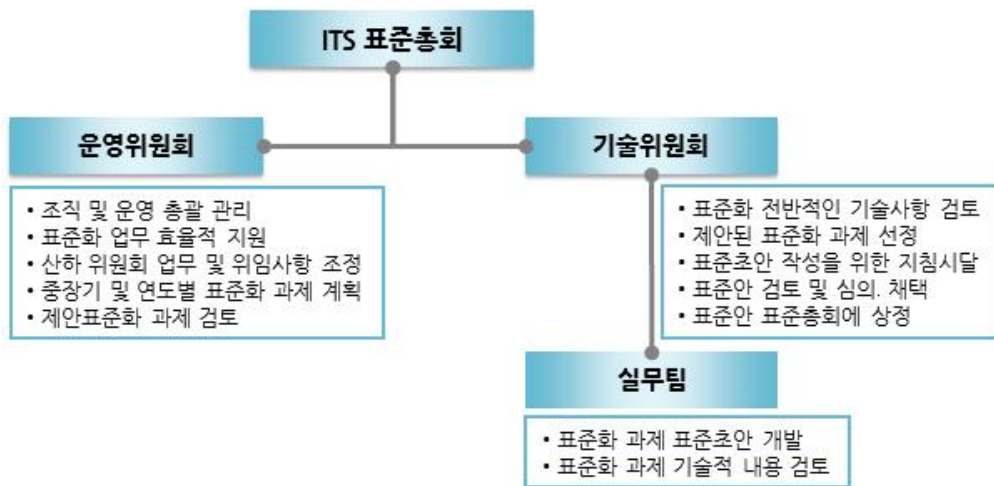 ITS 표준총회
운영위원회
• 조직 및 운영 총괄 관리
• 표준화 업무 효율적 지원
• 산하 위원회 업무 및 위임사항 조정
• 중장기 및 연도별 표준화 과제 계획
• 제안표준화 과제 검토
기술위원회
• 표준화 전반적인 기술사항 검토
• 제안된 표준화 과제 선정
• 표준초안 작성을 위한 지침시달
• 표준안 검토 및 심의. 채택
• 표준안 표준총회에 상정
실무팀
• 표준화 과제 표준초안 개발
• 표준화 과제 기술적 내용 검토